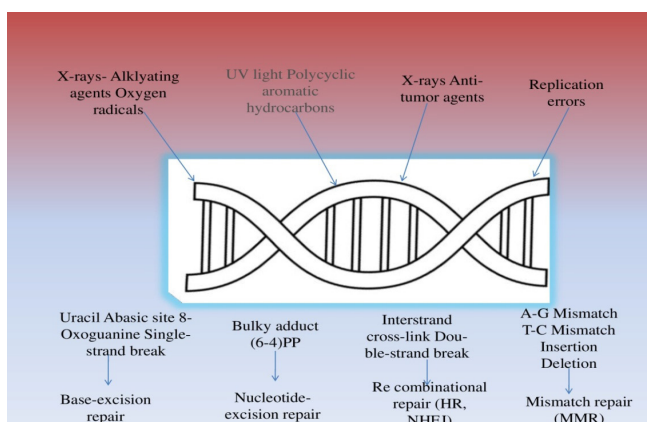 X-rays- Alklyating
agents Oxygen
radicals
UV light Polycyclic
aromatic
hydrocarbons
X-rays Anti-
tumor agents
Replication
errors
Uracil Abasic site 8-
Oxoguanine Single-
strand break
Bulky adduct
(6-4)PP
Interstrand
cross-link Dou-
ble-strand break
A-G Mismatch
T-C Mismatch
Insertion
Deletion
Base-excision
repair
Nucleotide-
excision repair
Re combinational
repair (HR,
NHEJ)
Mismatch repair
(MMR)